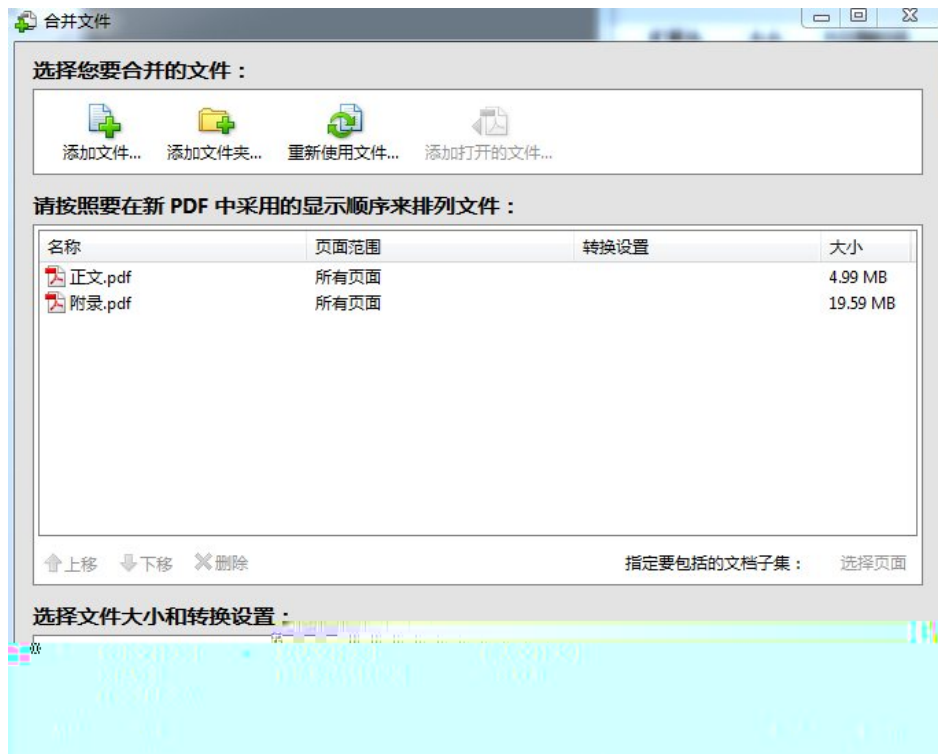 合并文件
选择您要合并的文件：
添加文件... 添加文件夹... 重新使用文件... 添加打开的文件...
请按照要在新 PDF 中采用的显示顺序来排列文件：
名称 页面范围 转换设置 大小
正文.pdf 所有页面 4.99 MB
附录.pdf 所有页面 19.59 MB
上移 下移 删除 指定要包括的文档子集： 选择页面
选择文件大小和转换设置：